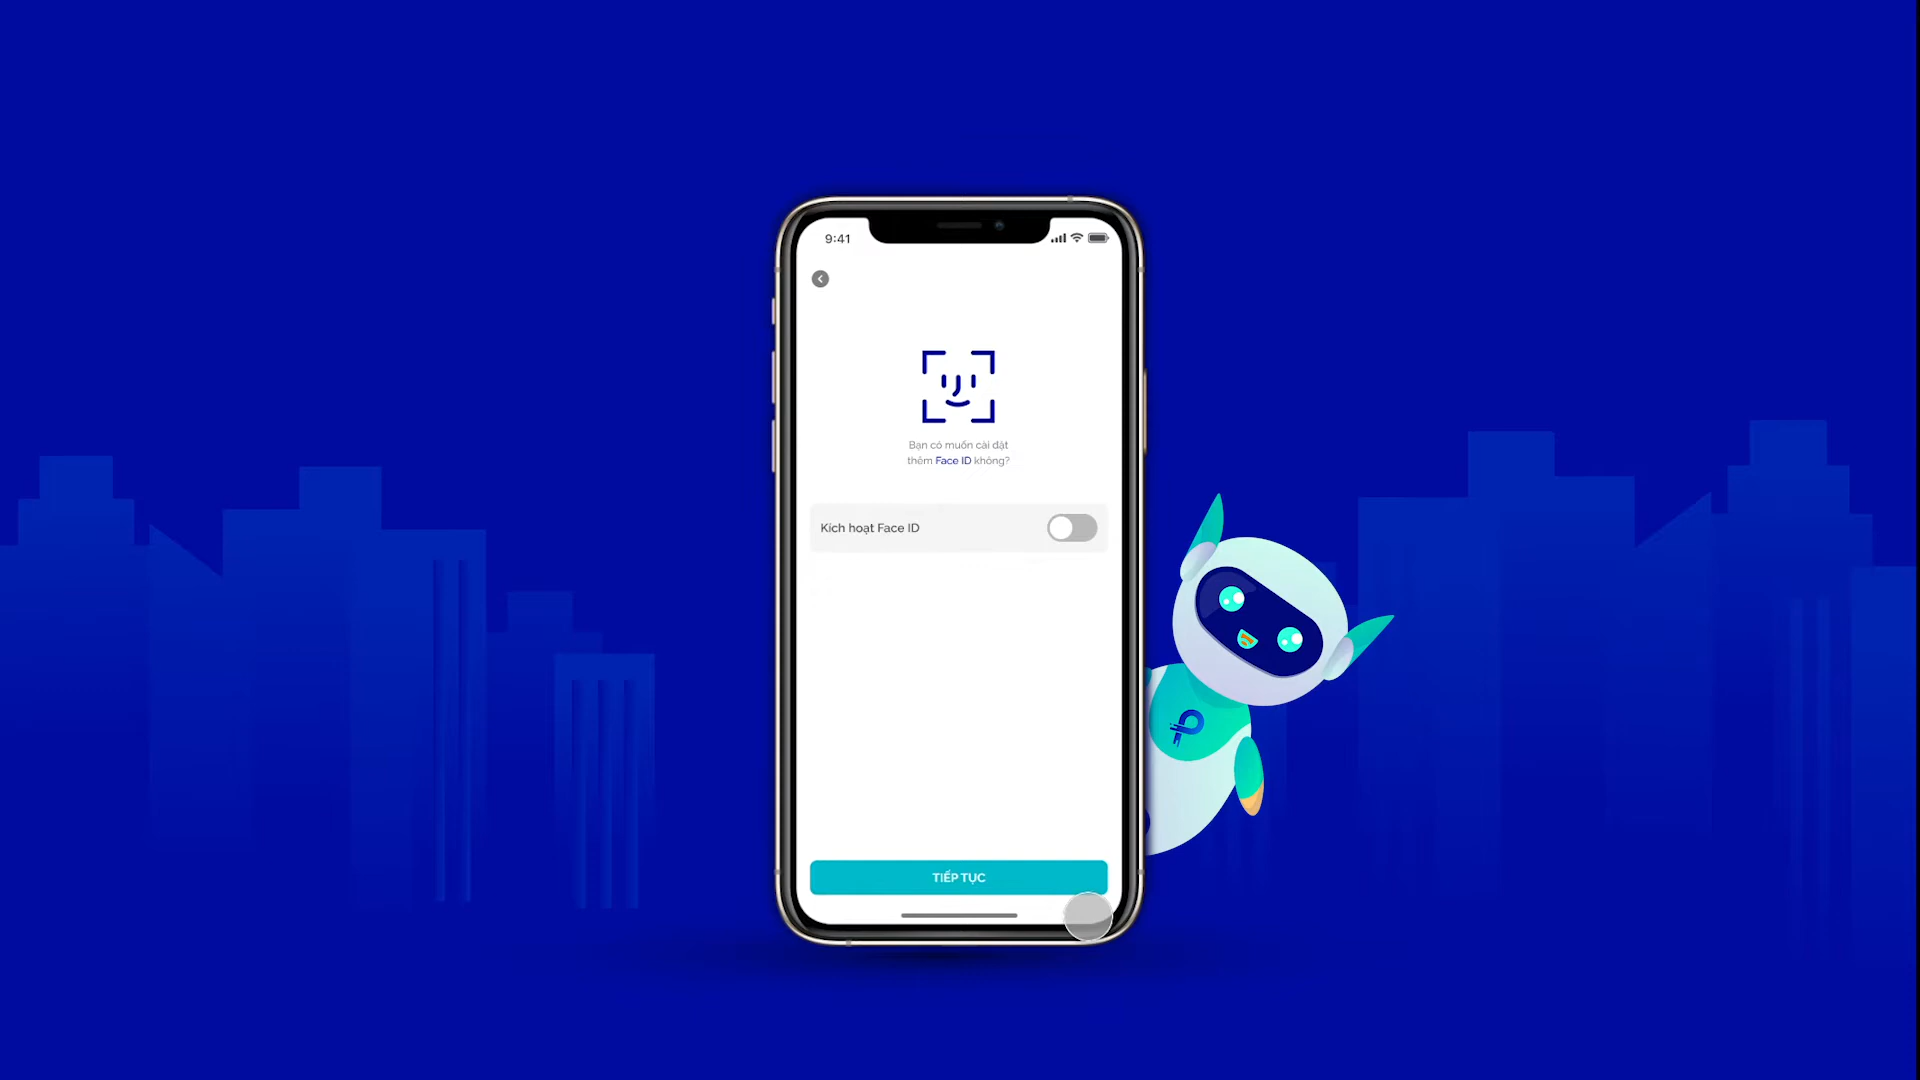 9:41
Bạn có muốn cài đặt
thêm Face ID không?
Kích hoạt Face ID
TIẾP TỤC